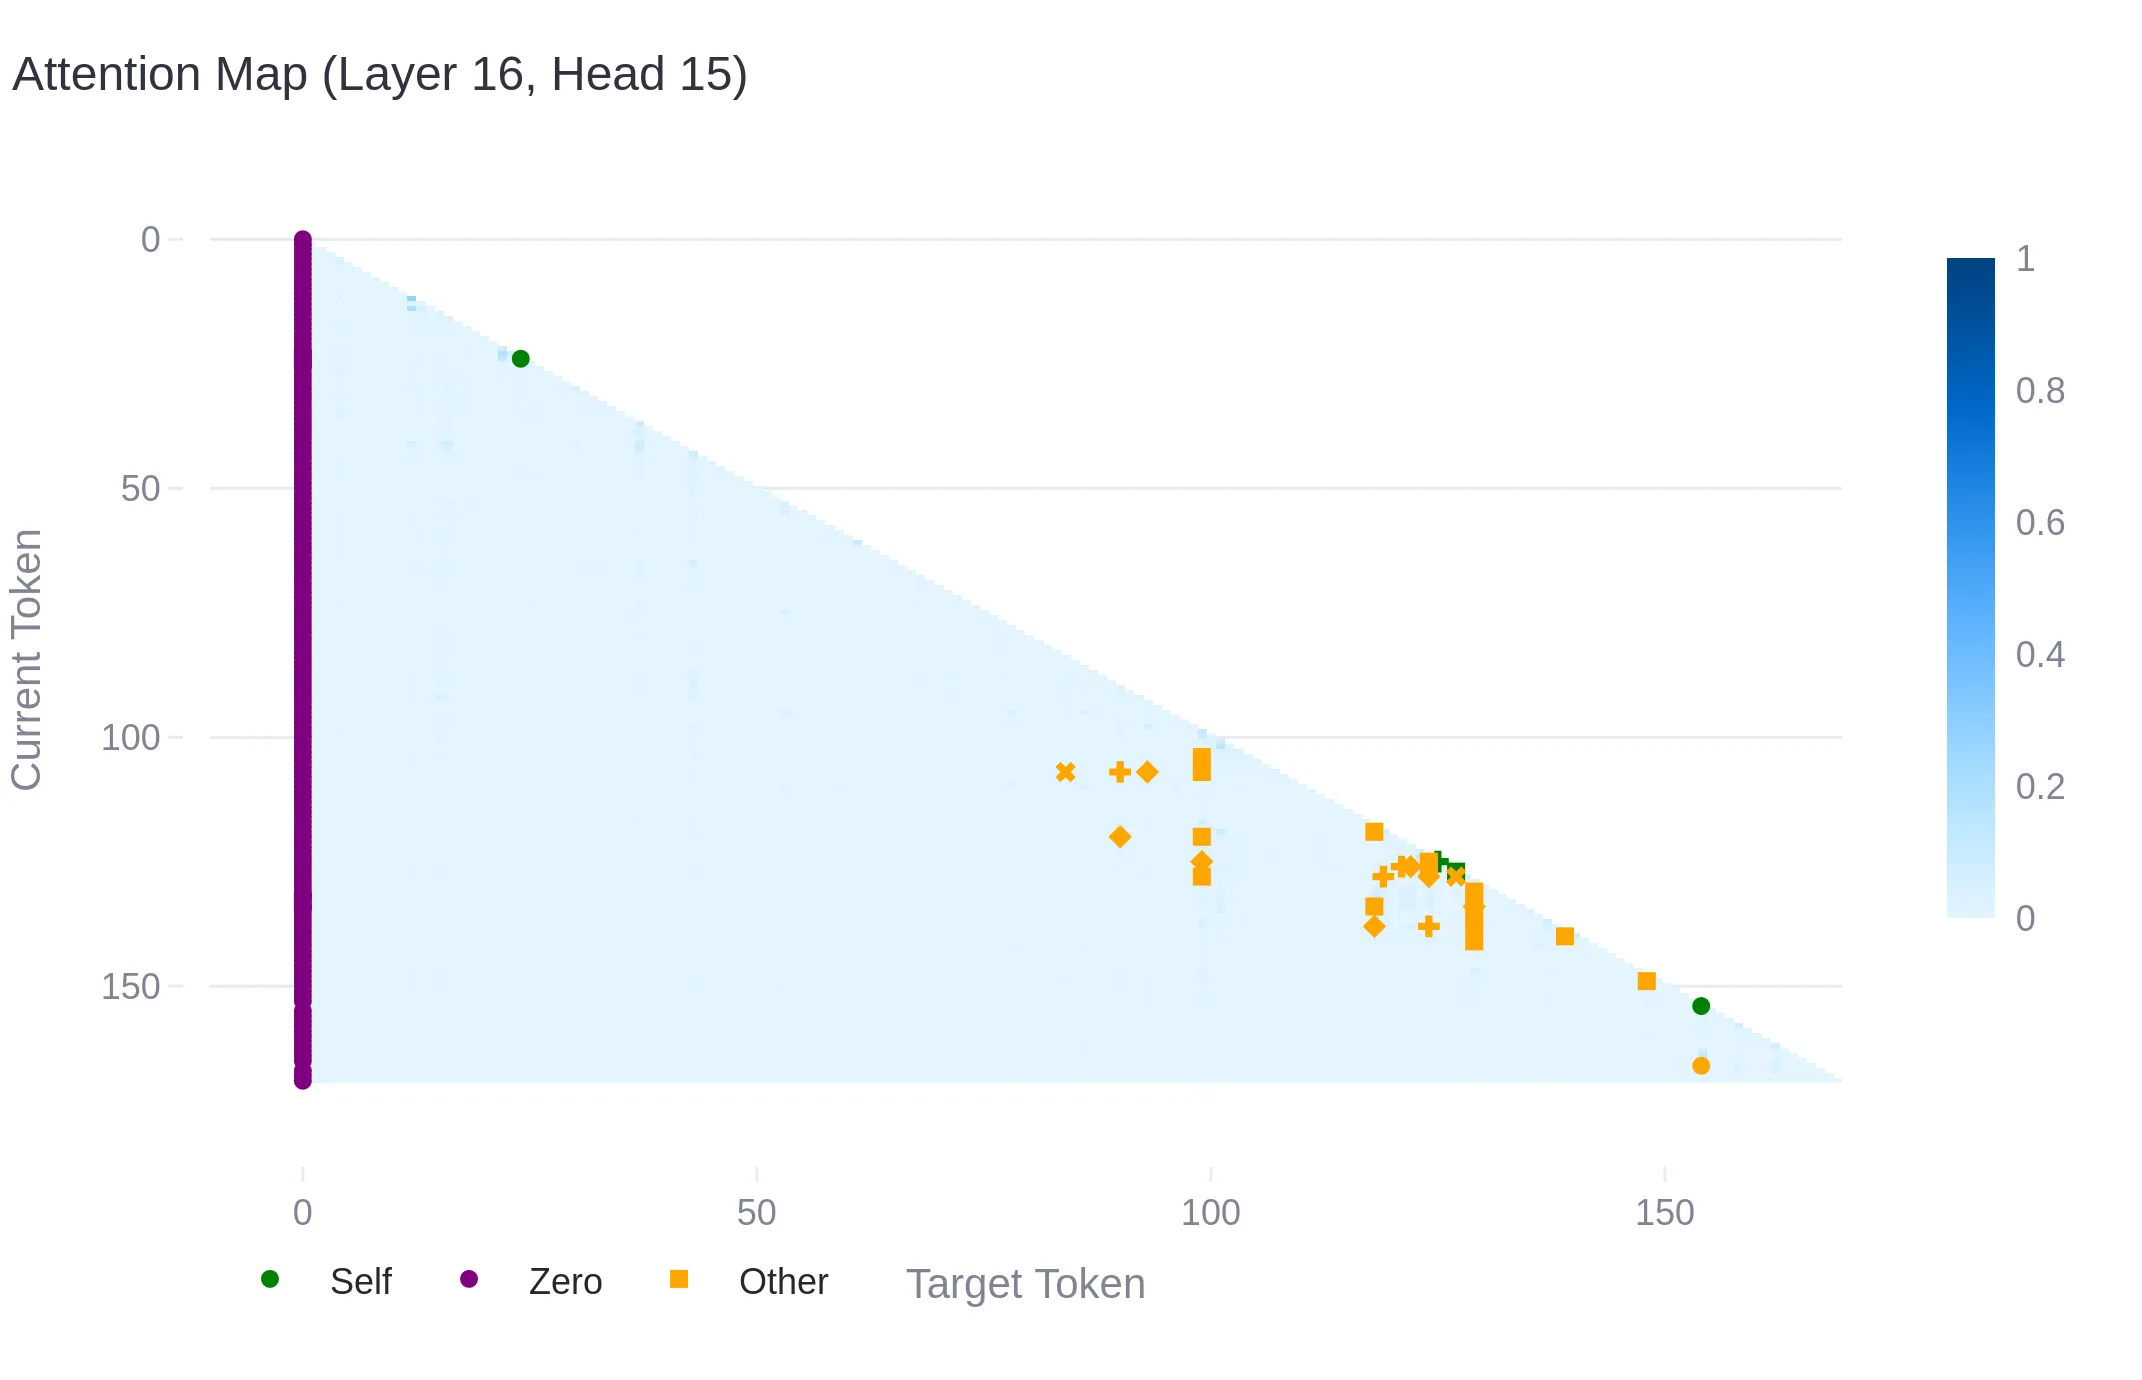 Attention Map (Layer 16, Head 15)
0
50
100
150
Current Token
1
0.8
0.6
0.4
0.2
0
0 50 100 150
Self Zero Other Target Token